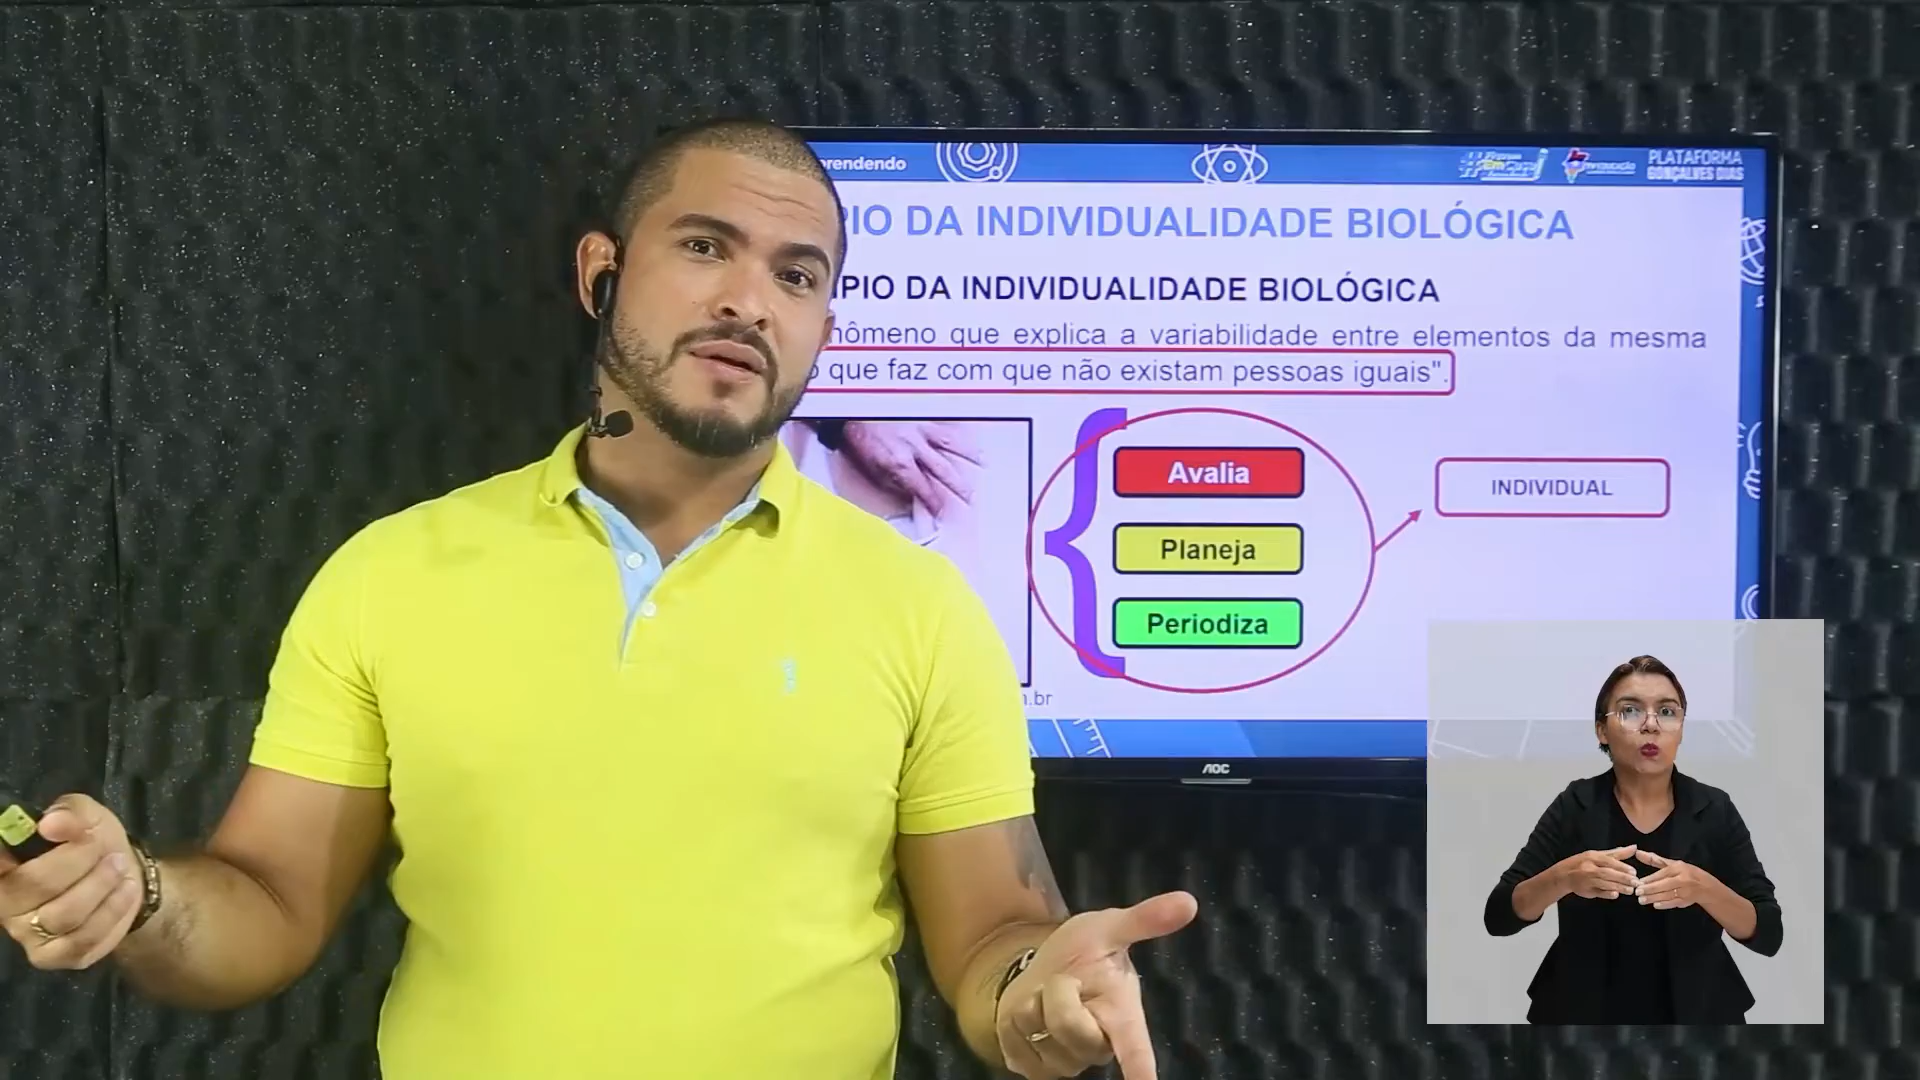 prendendo
PLATAFORMA
GONÇALVES DIAS
PIO DA INDIVIDUALIDADE BIOLÓGICA
PIO DA INDIVIDUALIDADE BIOLÓGICA
nômeno que explica a variabilidade entre elementos da mesma
o que faz com que não existam pessoas iguais".
Avalia
INDIVIDUAL
Planeja
Periodiza
n.br
AOC